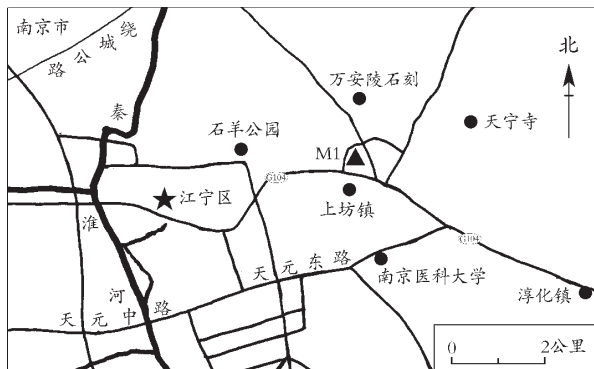 南京市
绕城公路
北
万安陵石刻
秦
天宁寺
石羊公园
M1
G104
江宁区
上坊镇
淮
G104
天元东路
南京医科大学
河
淳化镇
天元中路
0 2公里